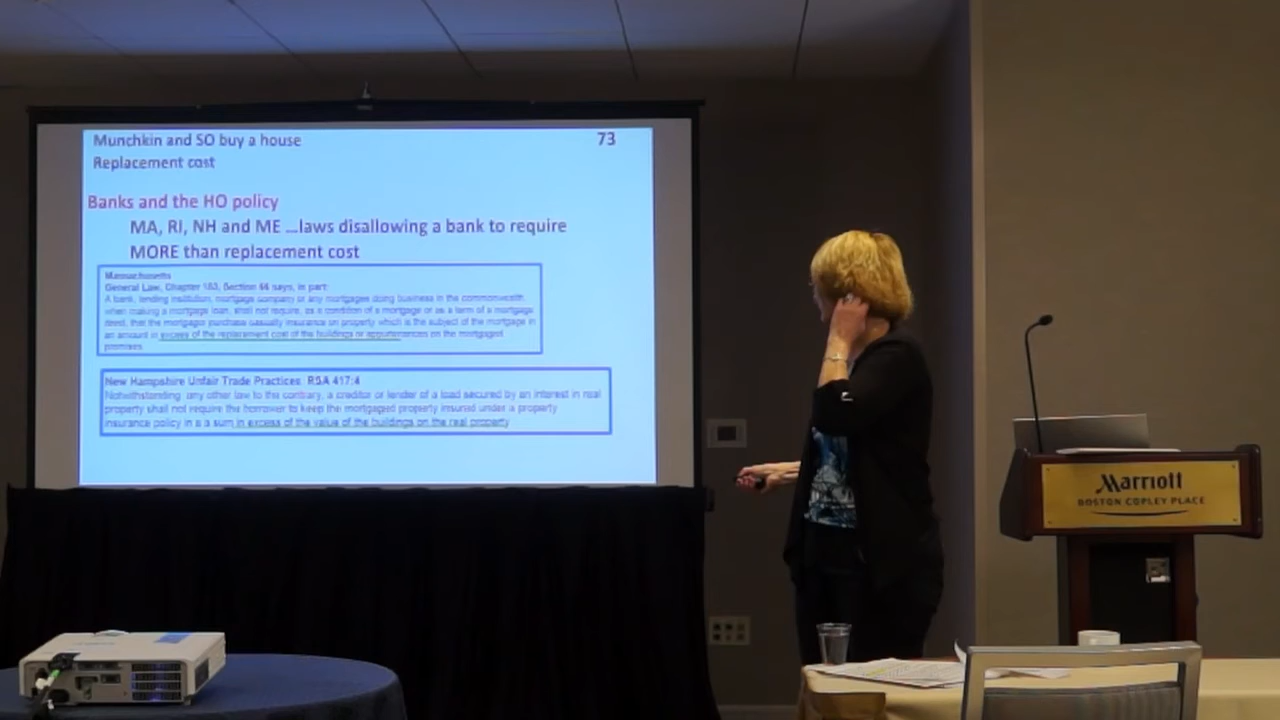 Munchkin and SO buy a house
73
Replacement cost
Banks and the HO policy
MA, RI, NH and ME ...laws disallowing a bank to require
MORE than replacement cost
Massachusetts
General Law, Chapter 183, Section 66 says, in part:
A bank, lending institution, mortgage company or any mortgagee doing business in the commonwealth,
when making a mortgage loan, shall not require, as a condition of a mortgage or as a term of a mortgage
deed, that the mortgagor purchase casualty insurance on property which is the subject of the mortgage in
an amount in excess of the replacement cost of the buildings or appurtenances on the mortgaged
premises.
New Hampshire Unfair Trade Practices: RSA 417:4
Notwithstanding any other law to the contrary, a creditor or lender of a load secured by an interest in real
property shall not require the borrower to keep the mortgaged property insured under a property
insurance policy in a a sum in excess of the value of the buildings on the real property
Marriott
BOSTON COPLEY PLACE